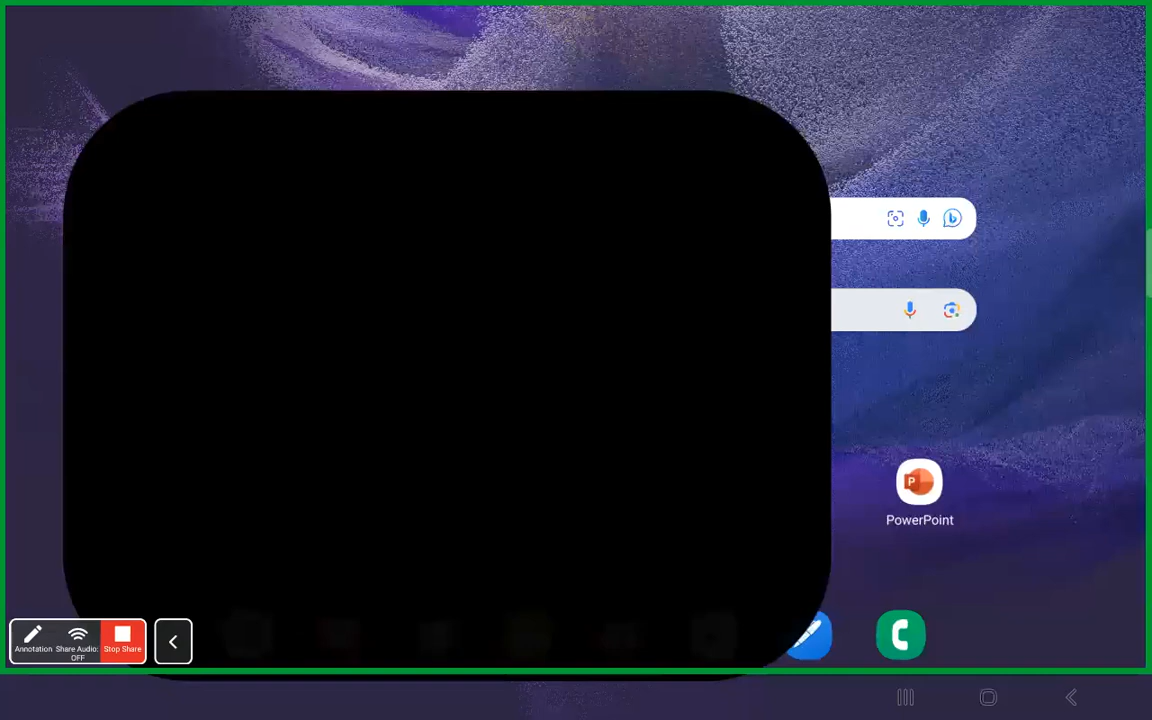 PowerPoint
Annotation
Share Audio:
OFF
Stop Share